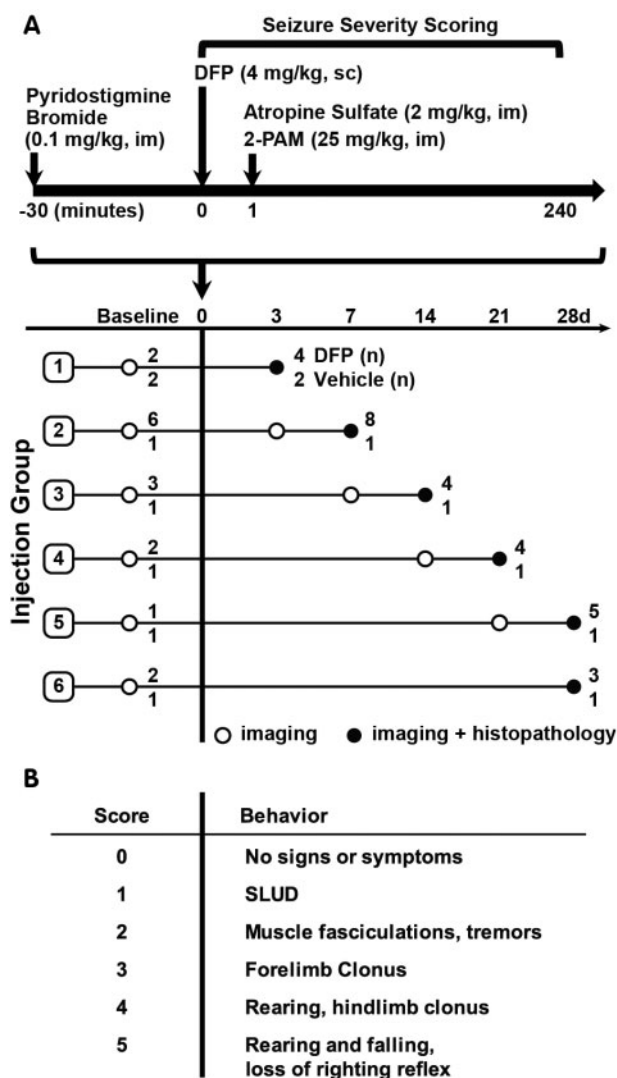 A
Seizure Severity Scoring
DFP (4 mg/kg, sc)
Pyridostigmine
Bromide
(0.1 mg/kg, im)
Atropine Sulfate (2 mg/kg, im)
2-PAM (25 mg/kg, im)
-30 (minutes) 0 1 240
Baseline 0 3 7 14 21 28d
Injection Group
1 2 4 DFP (n)
2 2 Vehicle (n)
2 6 8
1 1
3 3 4
1 1
4 2 4
1 1
5 1 5
1 1
6 2 3
1 1
imaging imaging + histopathology
B
Score Behavior
0 No signs or symptoms
1 SLUD
2 Muscle fasciculations, tremors
3 Forelimb Clonus
4 Rearing, hindlimb clonus
5 Rearing and falling,
loss of righting reflex